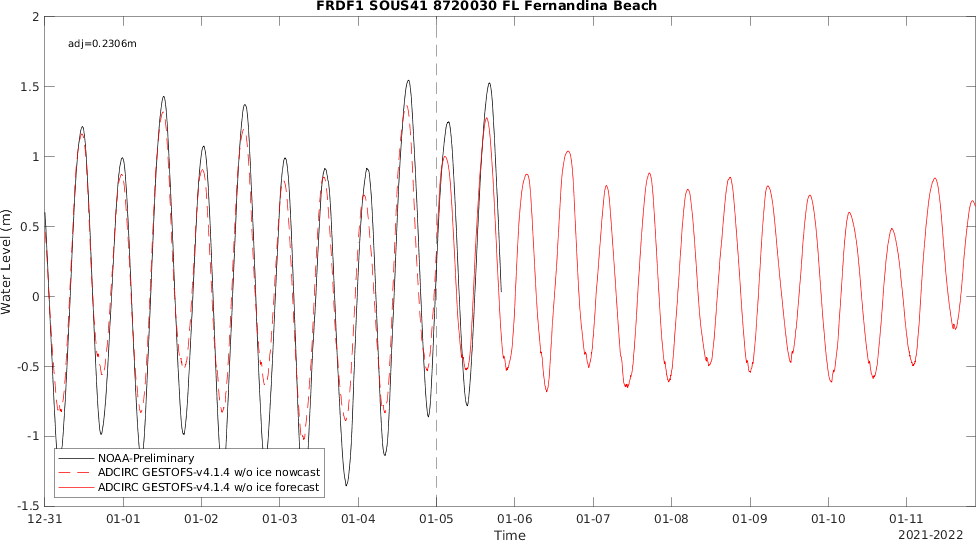 FRDF1 SOUS41 8720030 FL Fernandina Beach
2
adj=0.2306m
1.5
1
0.5
0
-0.5
-1
-1.5
Water Level (m)
NOAA-Preliminary
ADCIRC GESTOFS-v4.1.4 w/o ice nowcast
ADCIRC GESTOFS-v4.1.4 w/o ice forecast
12-31 01-01 01-02 01-03 01-04 01-05 01-06 01-07 01-08 01-09 01-10 01-11
Time
2021-2022